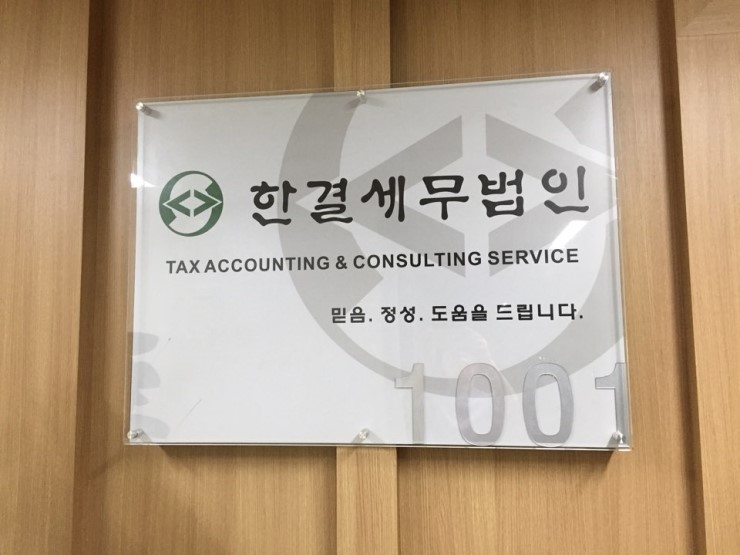 한결세무법인
TAX ACCOUNTING & CONSULTING SERVICE
믿음. 정성. 도움을 드립니다.
1001